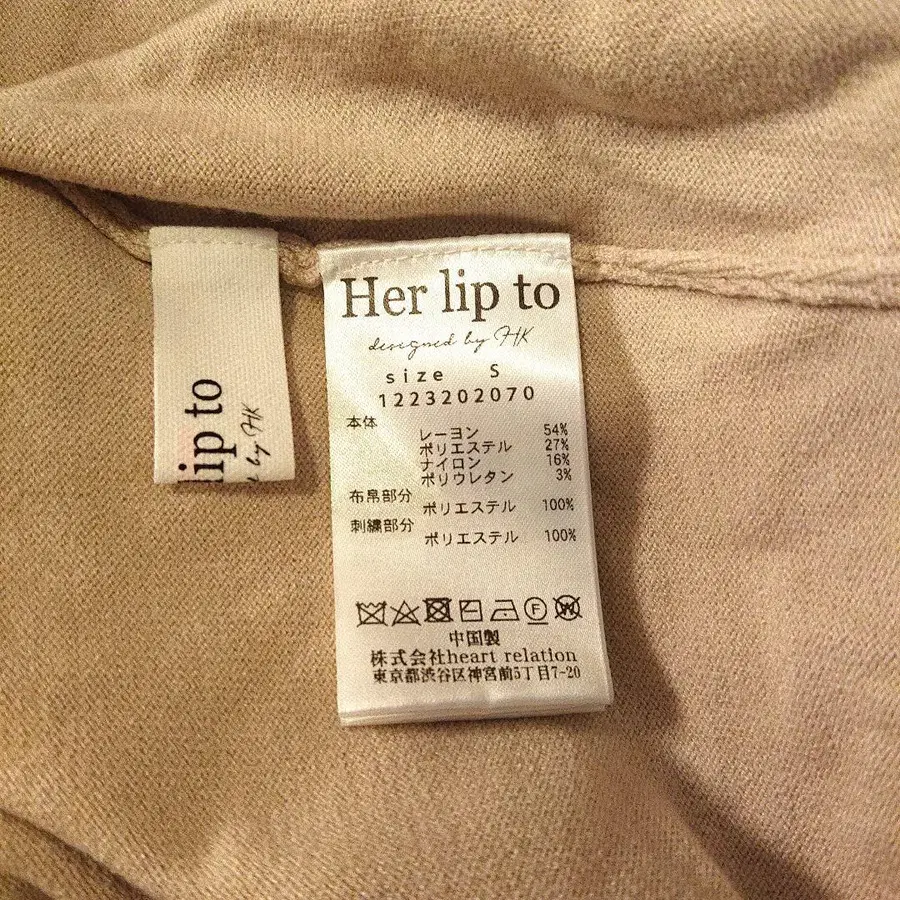 lip to
by HK
Her lip to
designed by HK
size S
1223202070
本体
レーヨン 54%
ポリエステル 27%
ナイロン 16%
ポリウレタン 3%
布帛部分
ポリエステル 100%
刺繍部分
ポリエステル 100%
F W
中国製
株式会社heart relation
東京都渋谷区神宮前5丁目7-20